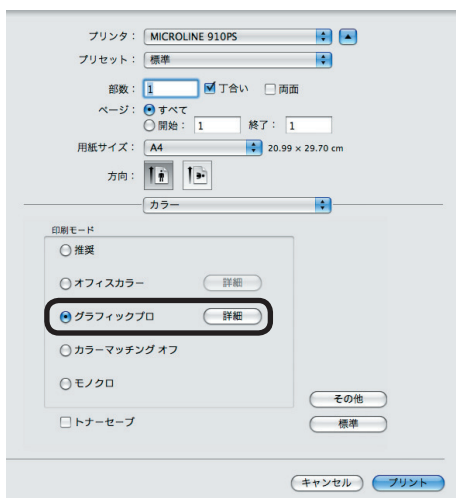 プリンタ： MICROLINE 910PS
プリセット： 標準
部数： 1 丁合い 両面
ページ： すべて
開始： 1 終了： 1
用紙サイズ： A4 20.99 × 29.70 cm
方向：
カラー
印刷モード
推奨
オフィスカラー 詳細
グラフィックプロ 詳細
カラーマッチング オフ
モノクロ
その他
トナーセーブ 標準
キャンセル プリント